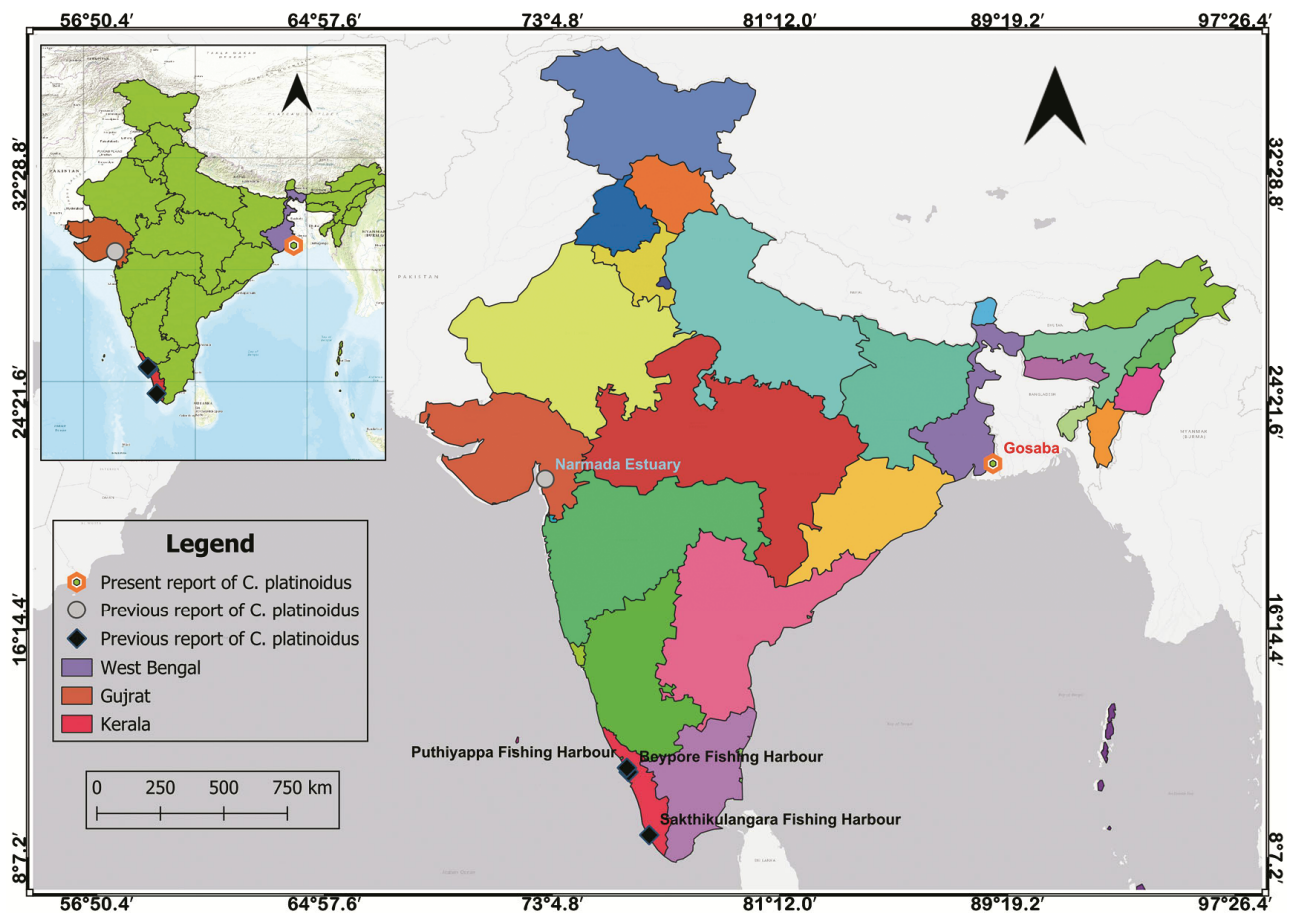 56°50.4′ 64°57.6′ 73°4.8′ 81°12.0′ 89°19.2′ 97°26.4′
32°28.8′
24°21.6′
16°14.4′
8°7.2′
32°28.8′
24°21.6′
16°14.4′
8°7.2′
PAKISTAN
BANGLADESH
MYANMAR
(BURMA)
Narmada Estuary
Gosaba
Puthiyappa Fishing Harbour
Beypore Fishing Harbour
Sakthikulangara Fishing Harbour
Legend
Present report of C. platinoidus
Previous report of C. platinoidus
Previous report of C. platinoidus
West Bengal
Gujrat
Kerala
0 250 500 750 km
56°50.4′ 64°57.6′ 73°4.8′ 81°12.0′ 89°19.2′ 97°26.4′